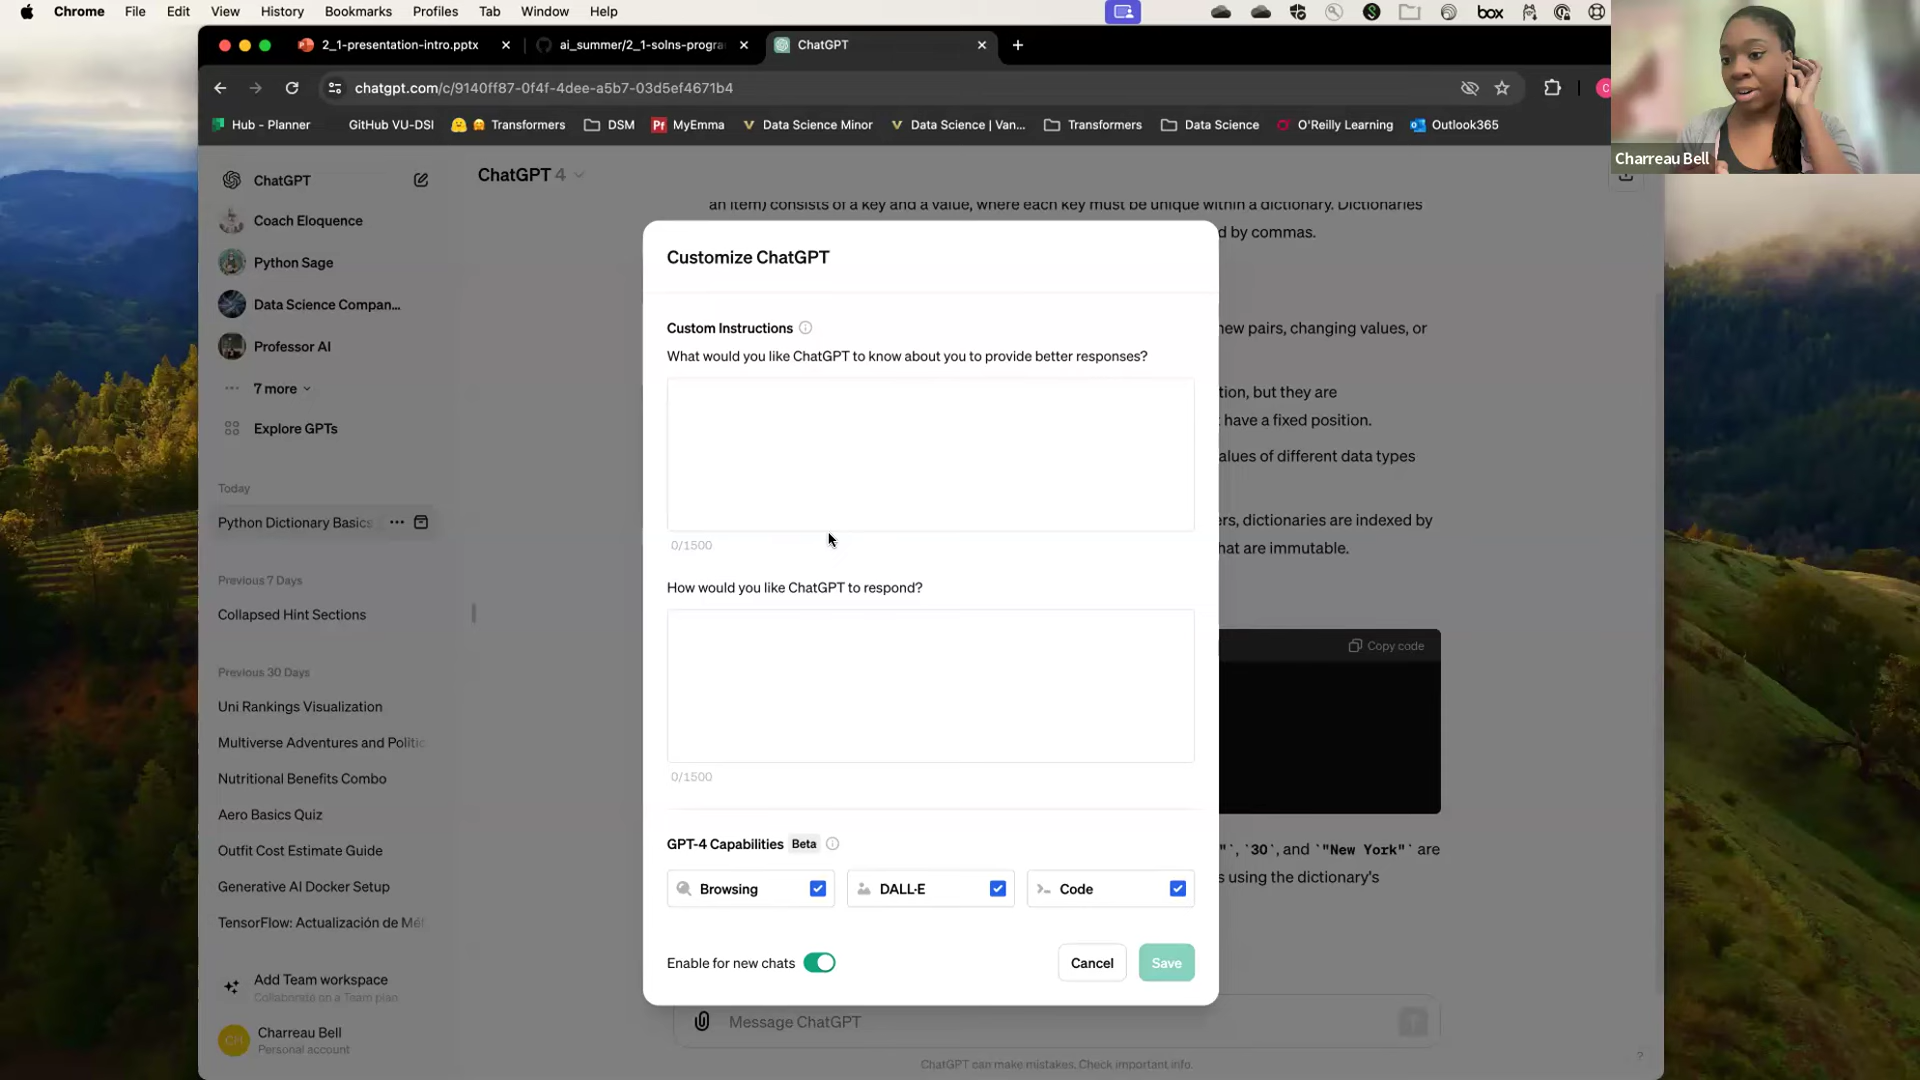 Chrome File Edit View History Bookmarks Profiles Tab Window Help
box
2_1-presentation-intro.pptx
ai_summer/2_1-solns-progra
ChatGPT
chatgpt.com/c/9140ff87-0f4f-4dee-a5b7-03d5ef4671b4
Hub - Planner
GitHub VU-DSI
Transformers
DSM
MyEmma
Data Science Minor
Data Science | Van...
Transformers
Data Science
O'Reilly Learning
Outlook365
Charreau Bell
ChatGPT
Coach Eloquence
Python Sage
Data Science Compan...
Professor AI
7 more
Explore GPTs
Today
Python Dictionary Basics
Previous 7 Days
Collapsed Hint Sections
Previous 30 Days
Uni Rankings Visualization
Multiverse Adventures and Politic
Nutritional Benefits Combo
Aero Basics Quiz
Outfit Cost Estimate Guide
Generative AI Docker Setup
TensorFlow: Actualización de Mé
Add Team workspace
Collaborate on a Team plan
CH
Charreau Bell
Personal account
ChatGPT 4
an item) consists of a key and a value, where each key must be unique within a dictionary. Dictionaries
d by commas.
new pairs, changing values, or
tion, but they are
have a fixed position.
alues of different data types
ers, dictionaries are indexed by
hat are immutable.
Copy code
"`, `30`, and `"New York"` are
s using the dictionary's
Customize ChatGPT
Custom Instructions
What would you like ChatGPT to know about you to provide better responses?
0/1500
How would you like ChatGPT to respond?
0/1500
GPT-4 Capabilities Beta
Browsing
DALL·E
Code
Enable for new chats
Cancel
Save
Message ChatGPT
ChatGPT can make mistakes. Check important info.
?